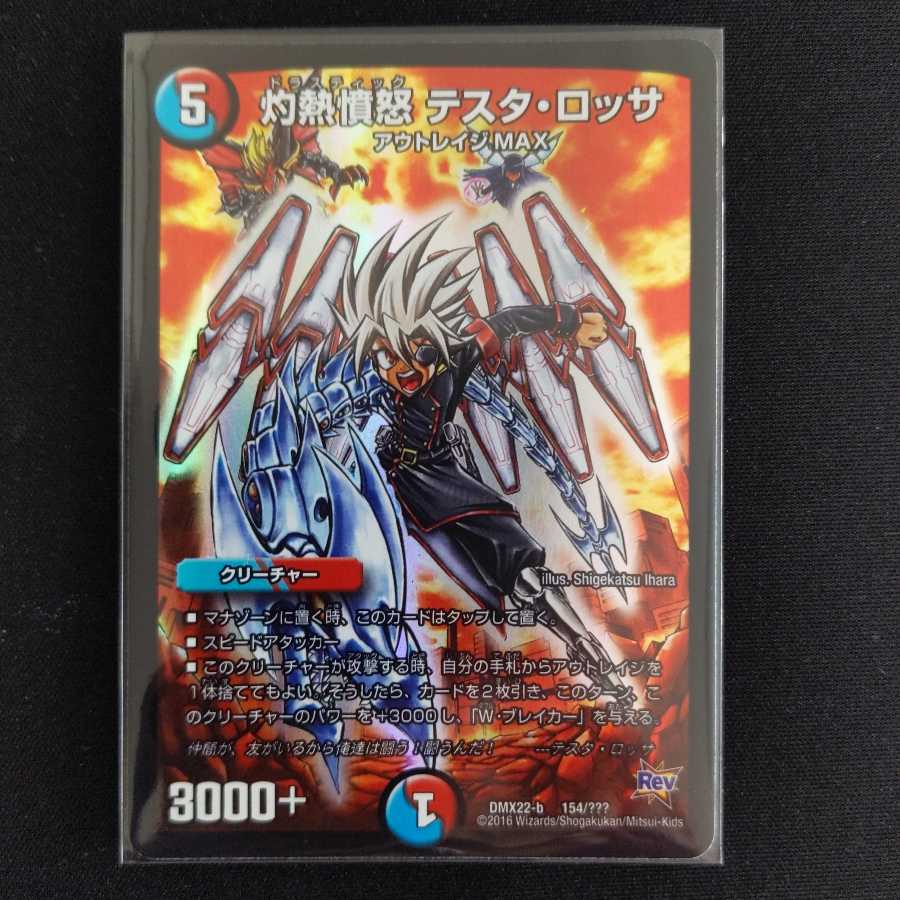 ドラスティック
5 灼熱憤怒 テスタ・ロッサ
アウトレイジMAX
クリーチャー
illus. Shigekatsu Ihara
■ マナゾーンに置く時、このカードはタップして置く。
■ スピードアタッカー
■ このクリーチャーが攻撃する時、自分の手札からアウトレイジを
1体捨ててもよい。そうしたら、カードを2枚引き、このターン、こ
のクリーチャーのパワーを+3000し、「W・ブレイカー」を与える。
仲間が、友がいるから俺達は闘う!闘うんだ! ---テスタ・ロッサ
Rev
3000+
1
DMX22-b 154/???
©2016 Wizards/Shogakukan/Mitsui-Kids